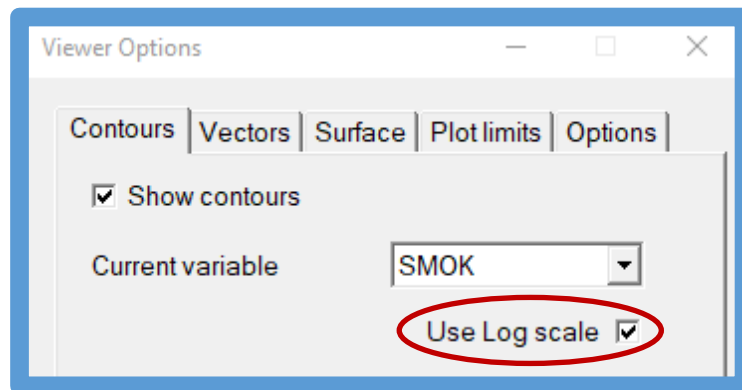 Viewer Options
Contours Vectors Surface Plot limits Options
Show contours
Current variable SMOK
Use Log scale